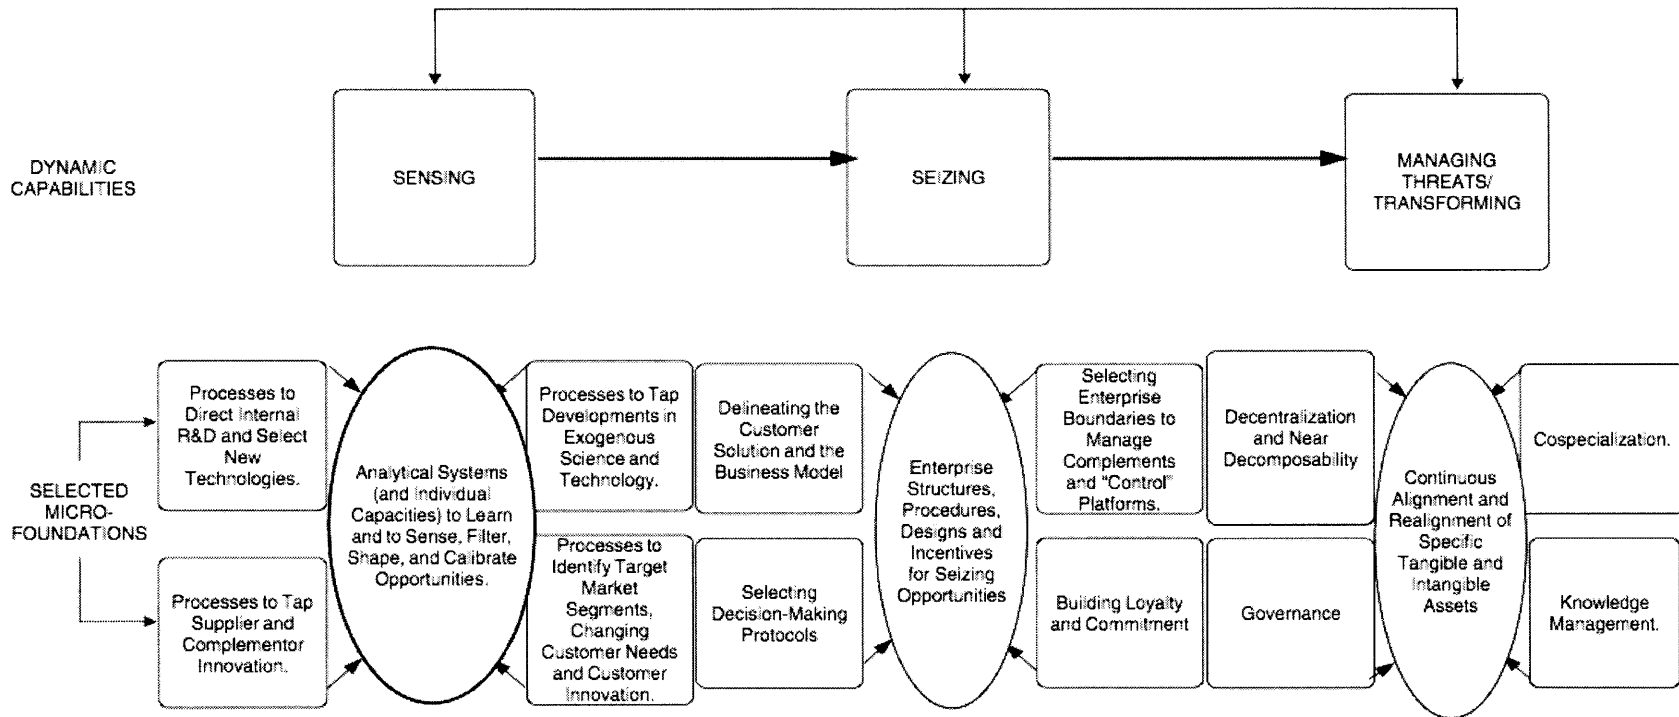 DYNAMIC
CAPABILITIES
SENSING
SEIZING
MANAGING
THREATS/
TRANSFORMING
SELECTED
MICRO-
FOUNDATIONS
Processes to
Direct Internal
R&D and Select
New
Technologies.
Processes to Tap
Supplier and
Complementor
Innovation.
Analytical Systems
(and Individual
Capacities) to Learn
and to Sense, Filter,
Shape, and Calibrate
Opportunities.
Processes to Tap
Developments in
Exogenous
Science and
Technology.
Processes to
Identify Target
Market
Segments,
Changing
Customer Needs
and Customer
Innovation.
Delineating the
Customer
Solution and the
Business Model
Selecting
Decision-Making
Protocols
Enterprise
Structures,
Procedures,
Designs and
Incentives
for Seizing
Opportunities
Selecting
Enterprise
Boundaries to
Manage
Complements
and "Control"
Platforms.
Building Loyalty
and Commitment
Decentralization
and Near
Decomposability
Governance
Continuous
Alignment and
Realignment of
Specific
Tangible and
Intangible
Assets
Cospecialization.
Knowledge
Management.